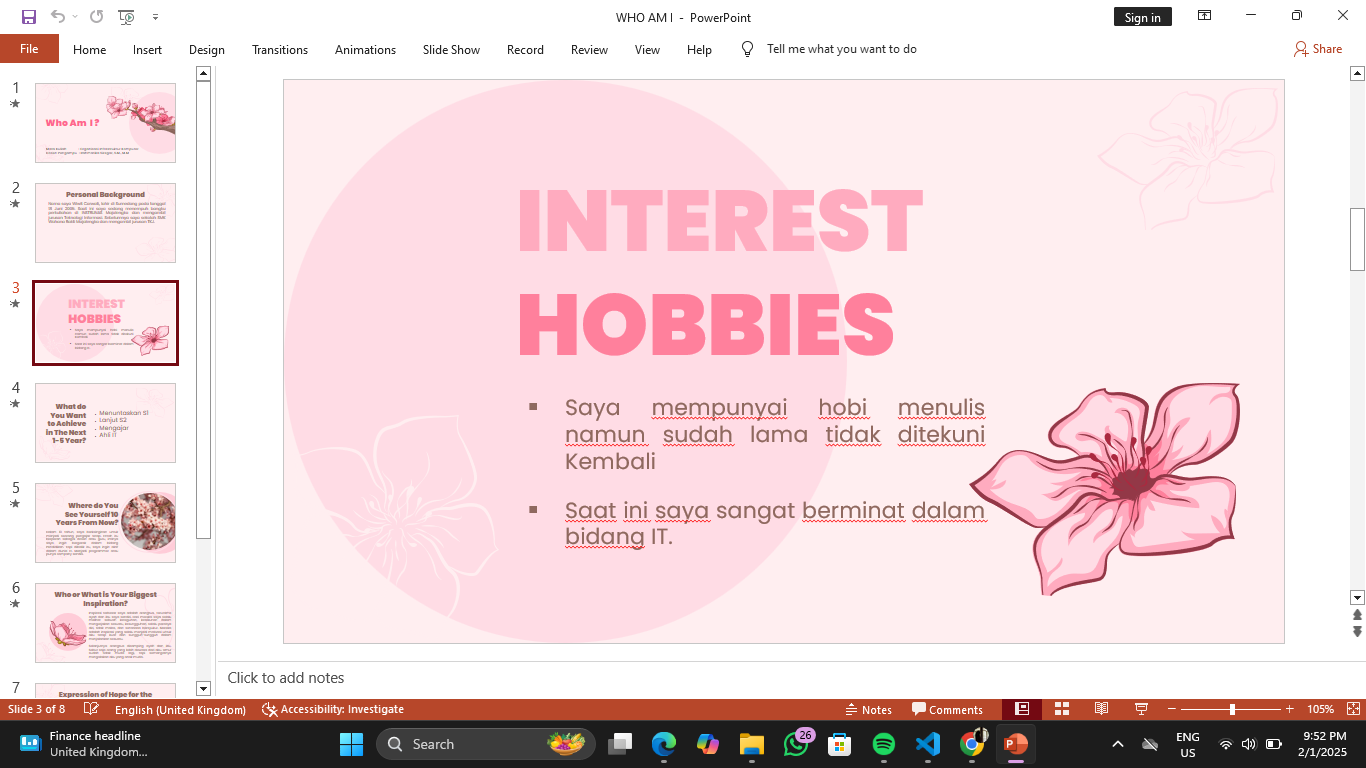 WHO AM I - PowerPoint
Sign in
File
Home
Insert
Design
Transitions
Animations
Slide Show
Record
Review
View
Help
Tell me what you want to do
Share
1
Who Am I ?
2
Personal Background
3
INTEREST
HOBBIES
4
What do
You Want
to Achieve
in The Next
1-5 Year?
Menuntaskan S1
Lanjut S2
Mengajar
Ahli IT
5
Where do You
See Yourself 10
Years From Now?
6
Who or What is Your Biggest
Inspiration?
7
Expression of Hope for the
INTEREST
HOBBIES
Saya mempunyai hobi menulis
namun sudah lama tidak ditekuni
Kembali
Saat ini saya sangat berminat dalam
bidang IT.
Click to add notes
Slide 3 of 8
English (United Kingdom)
Accessibility: Investigate
Notes
Comments
105%
Finance headline
United Kingdom...
Search
26
ENG
US
9:52 PM
2/1/2025